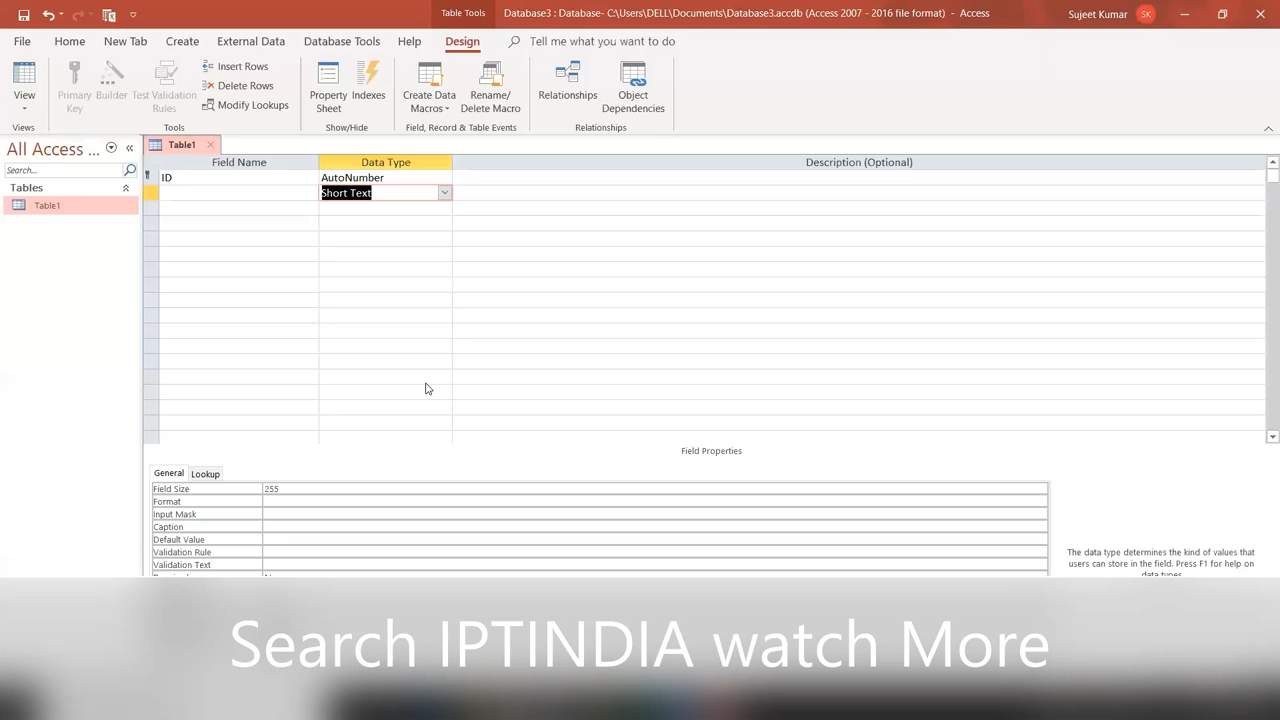 Table Tools
Database3 : Database- C:\Users\DELL\Documents\Database3.accdb (Access 2007 - 2016 file format) - Access
Sujeet Kumar
SK
File
Home
New Tab
Create
External Data
Database Tools
Help
Design
Tell me what you want to do
View
Primary Key
Builder
Test Validation Rules
Insert Rows
Delete Rows
Modify Lookups
Property Sheet
Indexes
Create Data Macros
Rename/ Delete Macro
Relationships
Object Dependencies
Views
Tools
Show/Hide
Field, Record & Table Events
Relationships
All Access ...
Table1
Search...
Tables
Table1
Field Name
Data Type
Description (Optional)
ID
AutoNumber
Short Text
Field Properties
General
Lookup
Field Size
255
Format
Input Mask
Caption
Default Value
Validation Rule
Validation Text
The data type determines the kind of values that
users can store in the field. Press F1 for help on
data types.
Search IPTINDIA watch More